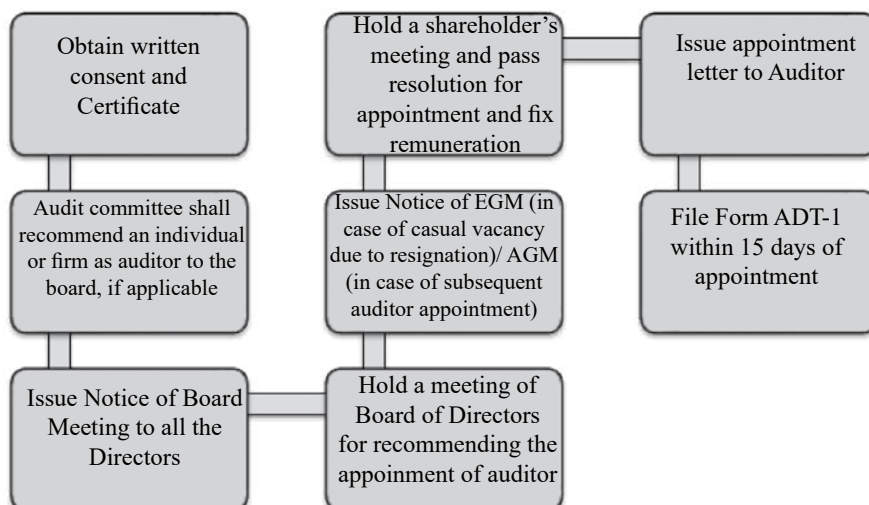 Obtain written
consent and
Certificate
Audit committee shall
recommend an individual
or firm as auditor to the
board, if applicable
Issue Notice of Board
Meeting to all the
Directors
Hold a meeting of
Board of Directors
for recommending the
appoinment of auditor
Issue Notice of EGM (in
case of casual vacancy
due to resignation)/ AGM
(in case of subsequent
auditor appointment)
Hold a shareholder’s
meeting and pass
resolution for
appointment and fix
remuneration
Issue appointment
letter to Auditor
File Form ADT-1
within 15 days of
appointment